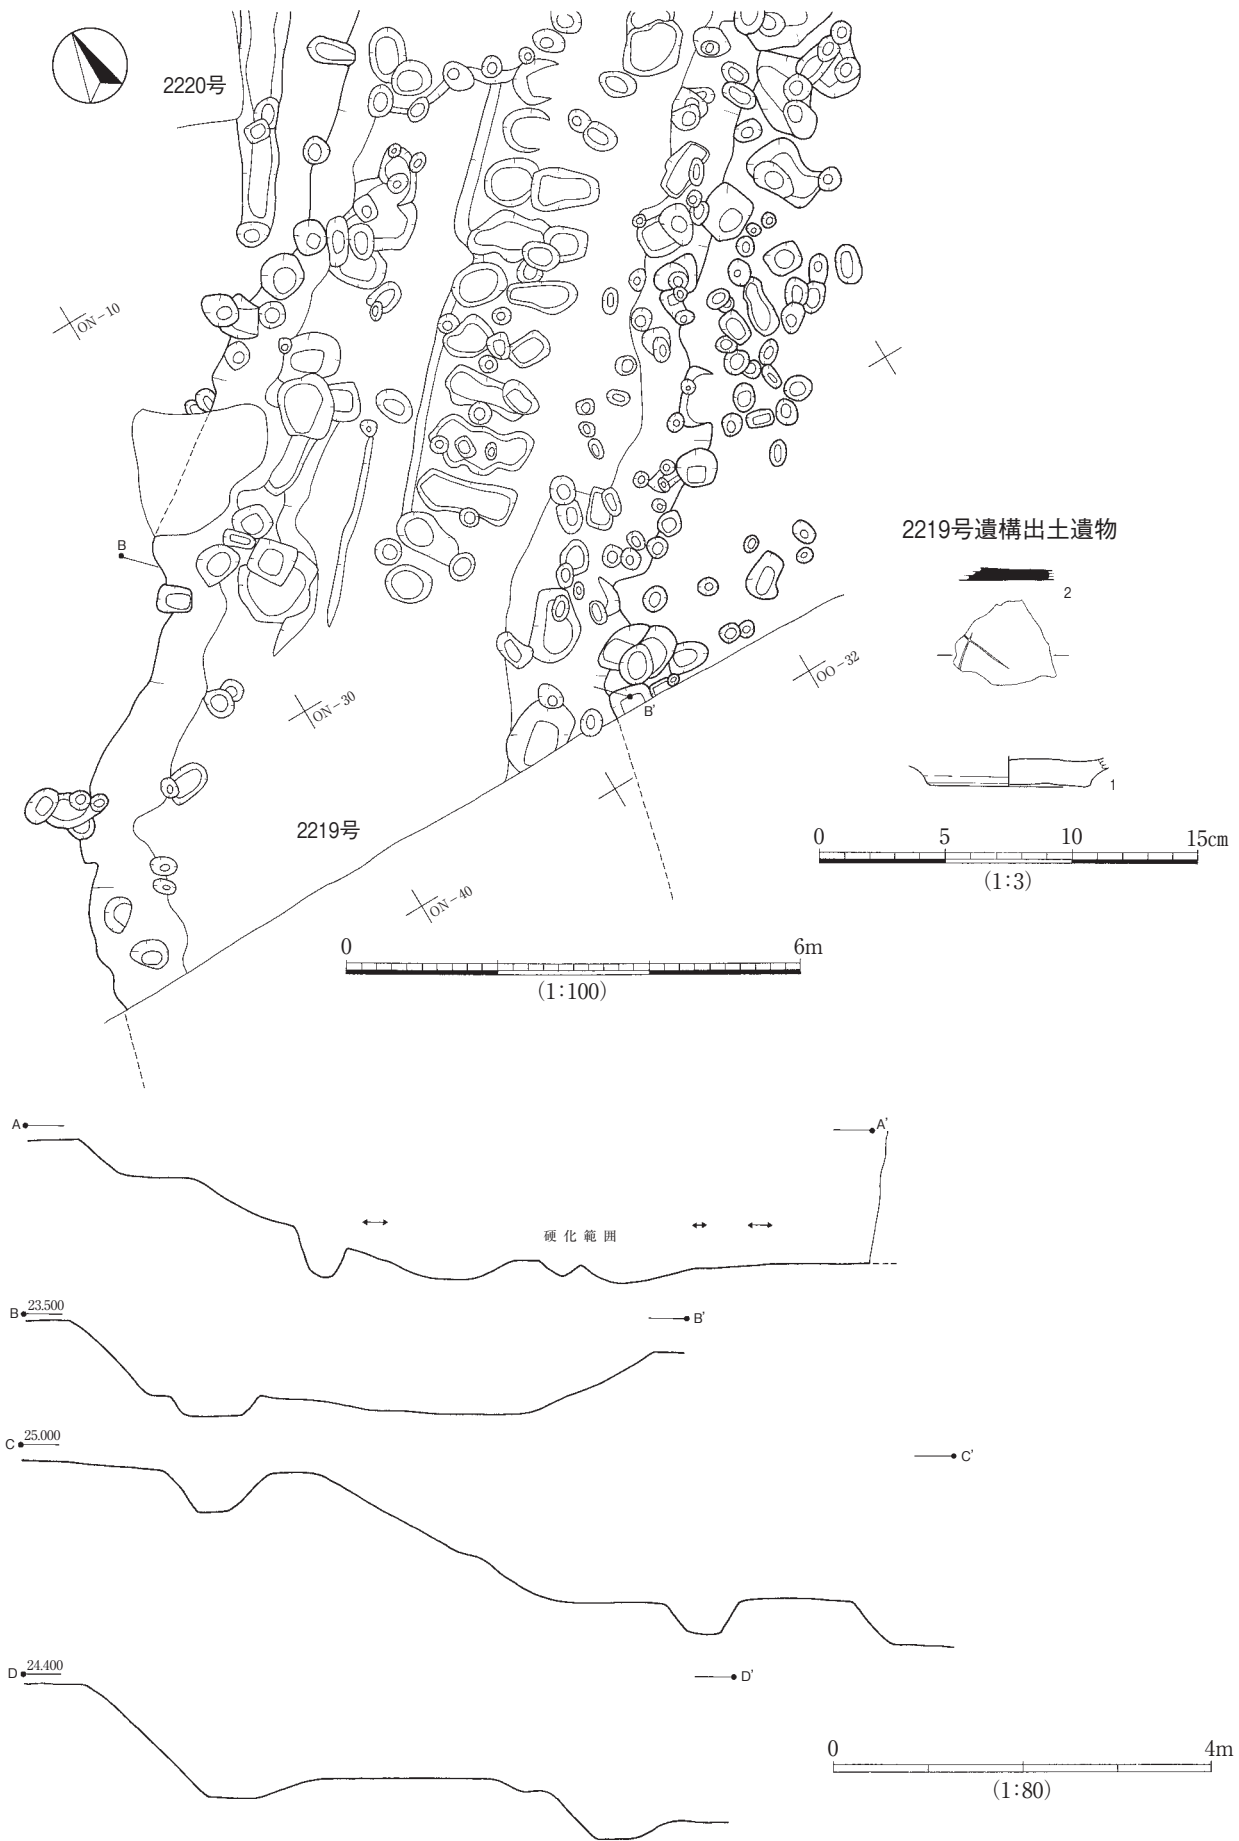 2220号
ON-10
B
2219号遺構出土遺物
2
OO-32
ON-30
B'
1
2219号
0 5 10 15cm
(1:3)
ON-40
0 6m
(1:100)
A A'
硬化範囲
B 23.500 B'
C 25.000 C'
D 24.400 D'
0 4m
(1:80)